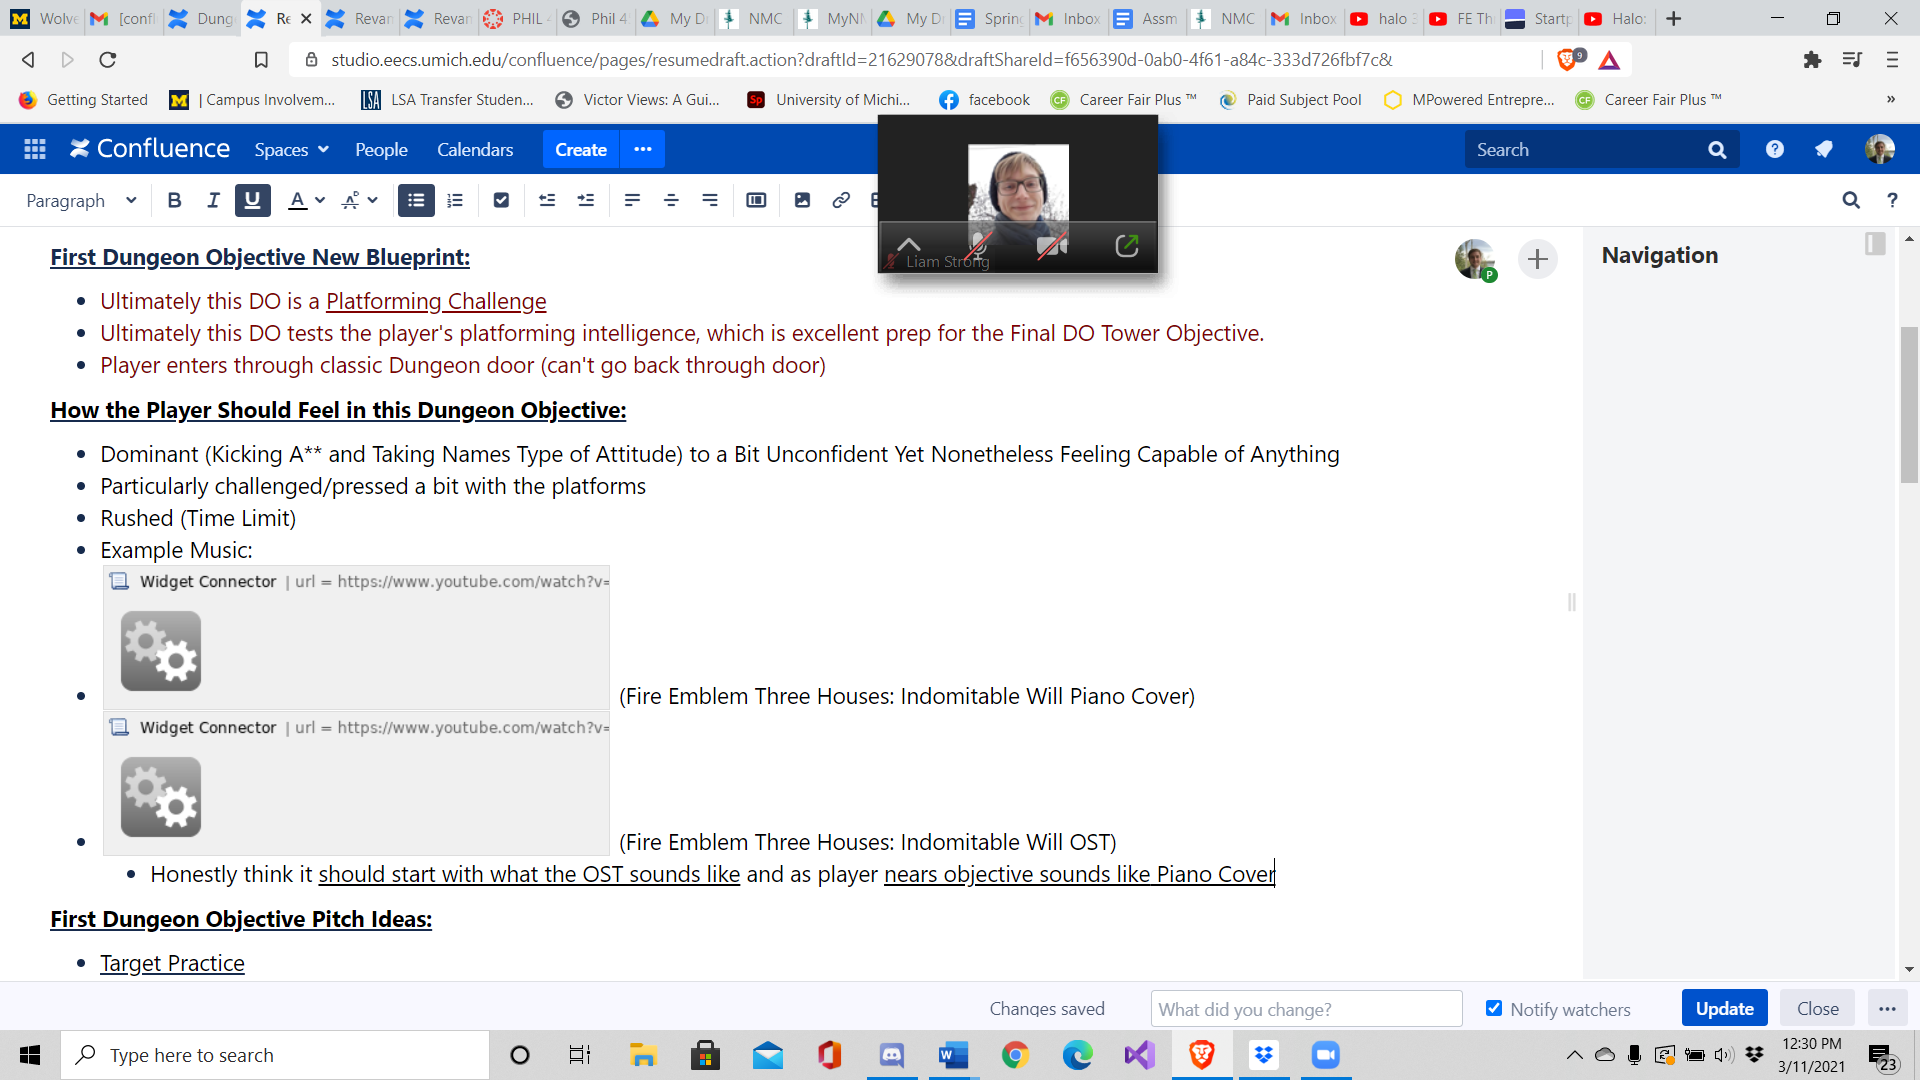 Wolve
[conf
Dung
Re
Revan
Revan
PHIL 4
Phil 4
My Dr
NMC
MyNM
My Dr
Spring
Inbox
Assm
NMC
Inbox
halo 3
FE Thr
Startp
Halo:
studio.eecs.umich.edu/confluence/pages/resumedraft.action?draftId=21629078&draftShareId=f656390d-0ab0-4f61-a84c-333d726fbf7c&
9
Getting Started
| Campus Involvem...
LSA Transfer Studen...
Victor Views: A Gui...
University of Michi...
facebook
Career Fair Plus ™
Paid Subject Pool
MPowered Entrepre...
Career Fair Plus ™
»
Confluence
Spaces
People
Calendars
Create
Search
Paragraph
B I U A
Liam Strong
First Dungeon Objective New Blueprint:
• Ultimately this DO is a Platforming Challenge
• Ultimately this DO tests the player's platforming intelligence, which is excellent prep for the Final DO Tower Objective.
• Player enters through classic Dungeon door (can't go back through door)
How the Player Should Feel in this Dungeon Objective:
• Dominant (Kicking A** and Taking Names Type of Attitude) to a Bit Unconfident Yet Nonetheless Feeling Capable of Anything
• Particularly challenged/pressed a bit with the platforms
• Rushed (Time Limit)
• Example Music:
Widget Connector | url = https://www.youtube.com/watch?v=
• (Fire Emblem Three Houses: Indomitable Will Piano Cover)
Widget Connector | url = https://www.youtube.com/watch?v=
• (Fire Emblem Three Houses: Indomitable Will OST)
• Honestly think it should start with what the OST sounds like and as player nears objective sounds like Piano Cover
First Dungeon Objective Pitch Ideas:
• Target Practice
P
Navigation
Changes saved
What did you change?
Notify watchers
Update
Close
Type here to search
12:30 PM
3/11/2021
23